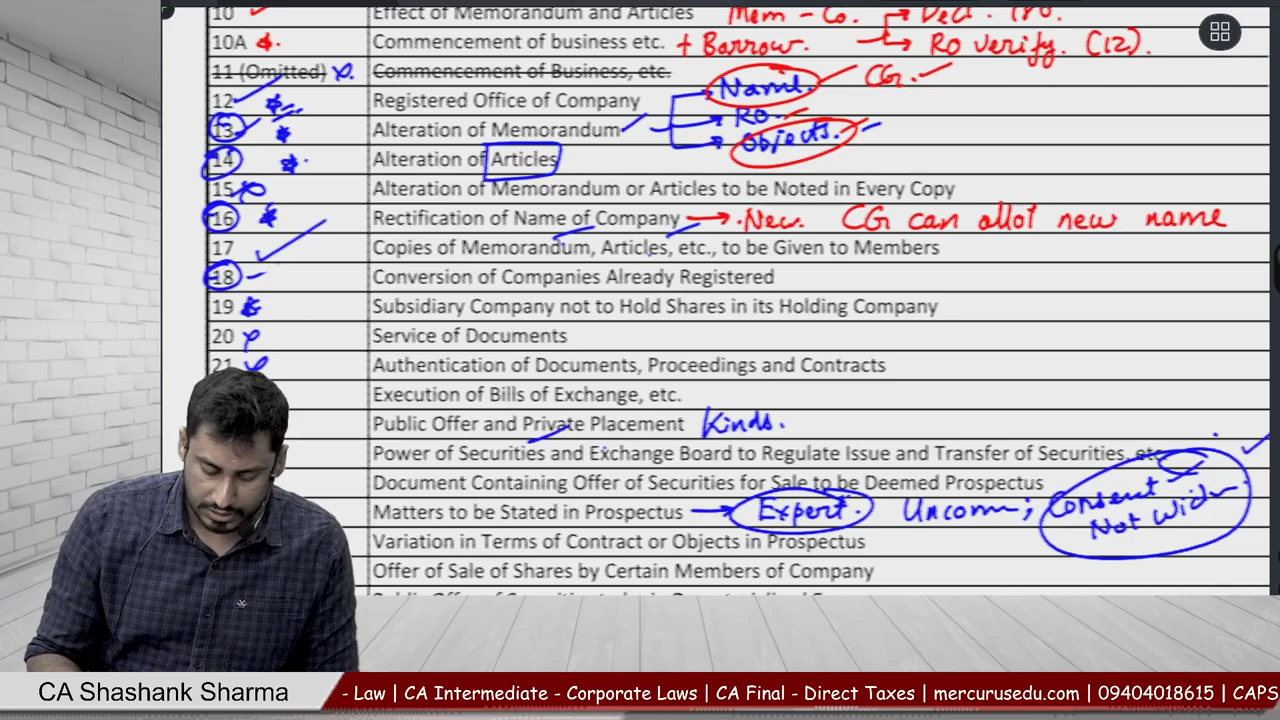 10 Effect of Memorandum and Articles Mem - Co. Decl. 180.
10A Commencement of business etc. + Borrow. RO verify. (12).
11 (Omitted) Commencement of Business, etc. Name. CG.
12 Registered Office of Company
RO
13 Alteration of Memorandum Objects.
14 Alteration of Articles
15 Alteration of Memorandum or Articles to be Noted in Every Copy
16 Rectification of Name of Company New. CG can allot new name
17 Copies of Memorandum, Articles, etc., to be Given to Members
18 Conversion of Companies Already Registered
19 Subsidiary Company not to Hold Shares in its Holding Company
20 Service of Documents
21 Authentication of Documents, Proceedings and Contracts
Execution of Bills of Exchange, etc.
Public Offer and Private Placement Kinds.
Power of Securities and Exchange Board to Regulate Issue and Transfer of Securities, etc.
Document Containing Offer of Securities for Sale to be Deemed Prospectus
Matters to be Stated in Prospectus Expert. Unconn; Consent Not Widr
Variation in Terms of Contract or Objects in Prospectus
Offer of Sale of Shares by Certain Members of Company
CA Shashank Sharma
- Law | CA Intermediate - Corporate Laws | CA Final - Direct Taxes | mercurusedu.com | 09404018615 | CAPS